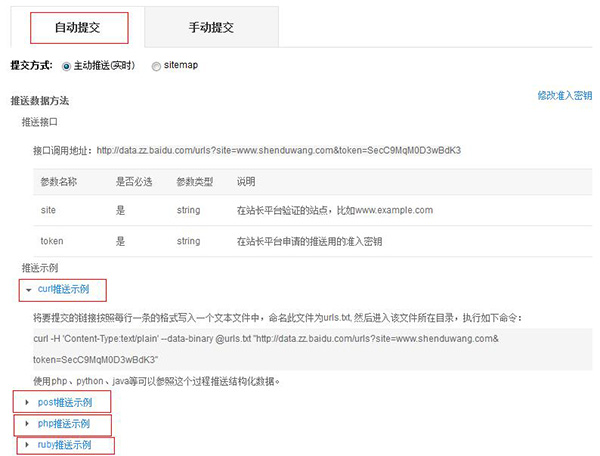 自动提交 手动提交
提交方式: 主动推送(实时) sitemap
推送数据方法 修改准入密钥
推送接口
接口调用地址: http://data.zz.baidu.com/urls?site=www.shenduwang.com&token=SecC9MqM0D3wBdK3
参数名称 是否必选 参数类型 说明
site 是 string 在站长平台验证的站点，比如www.example.com
token 是 string 在站长平台申请的推送用的准入密钥
推送示例
curl推送示例
将要提交的链接按照每行一条的格式写入一个文本文件中，命名此文件为urls.txt, 然后进入该文件所在目录，执行如下命令：
curl -H 'Content-Type:text/plain' --data-binary @urls.txt "http://data.zz.baidu.com/urls?site=www.shenduwang.com&
token=SecC9MqM0D3wBdK3"
使用php、python、java等可以参照这个过程推送结构化数据。
post推送示例
php推送示例
ruby推送示例